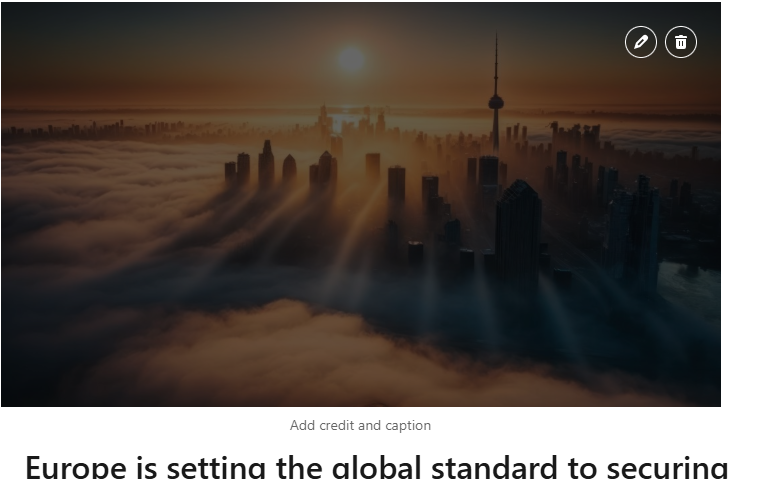 Add credit and caption
Europe is setting the global standard to securing